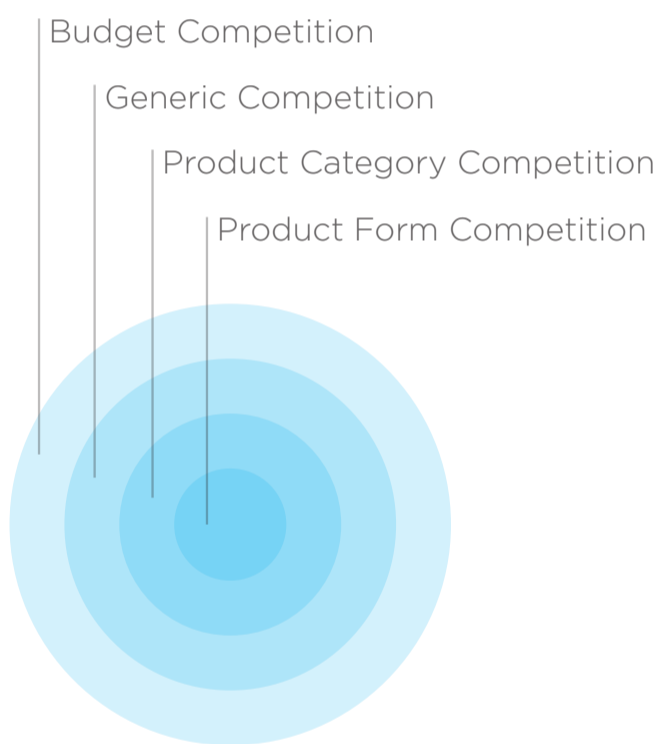 Budget Competition
Generic Competition
Product Category Competition
Product Form Competition